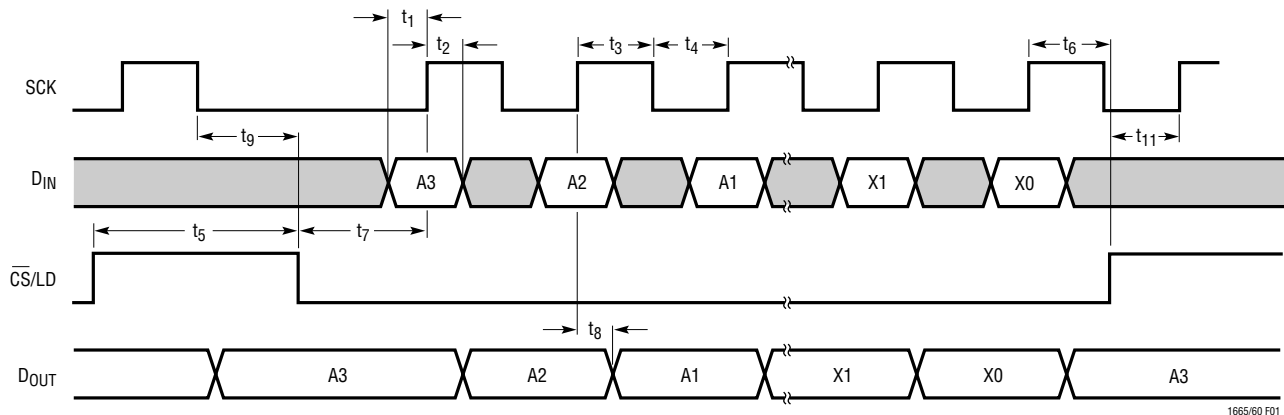 t1
t2
t3
t4
t6
SCK
t9
t11
DIN
A3
A2
A1
X1
X0
t5
t7
CS/LD
t8
DOUT
A3
A2
A1
X1
X0
A3
1665/60 F01